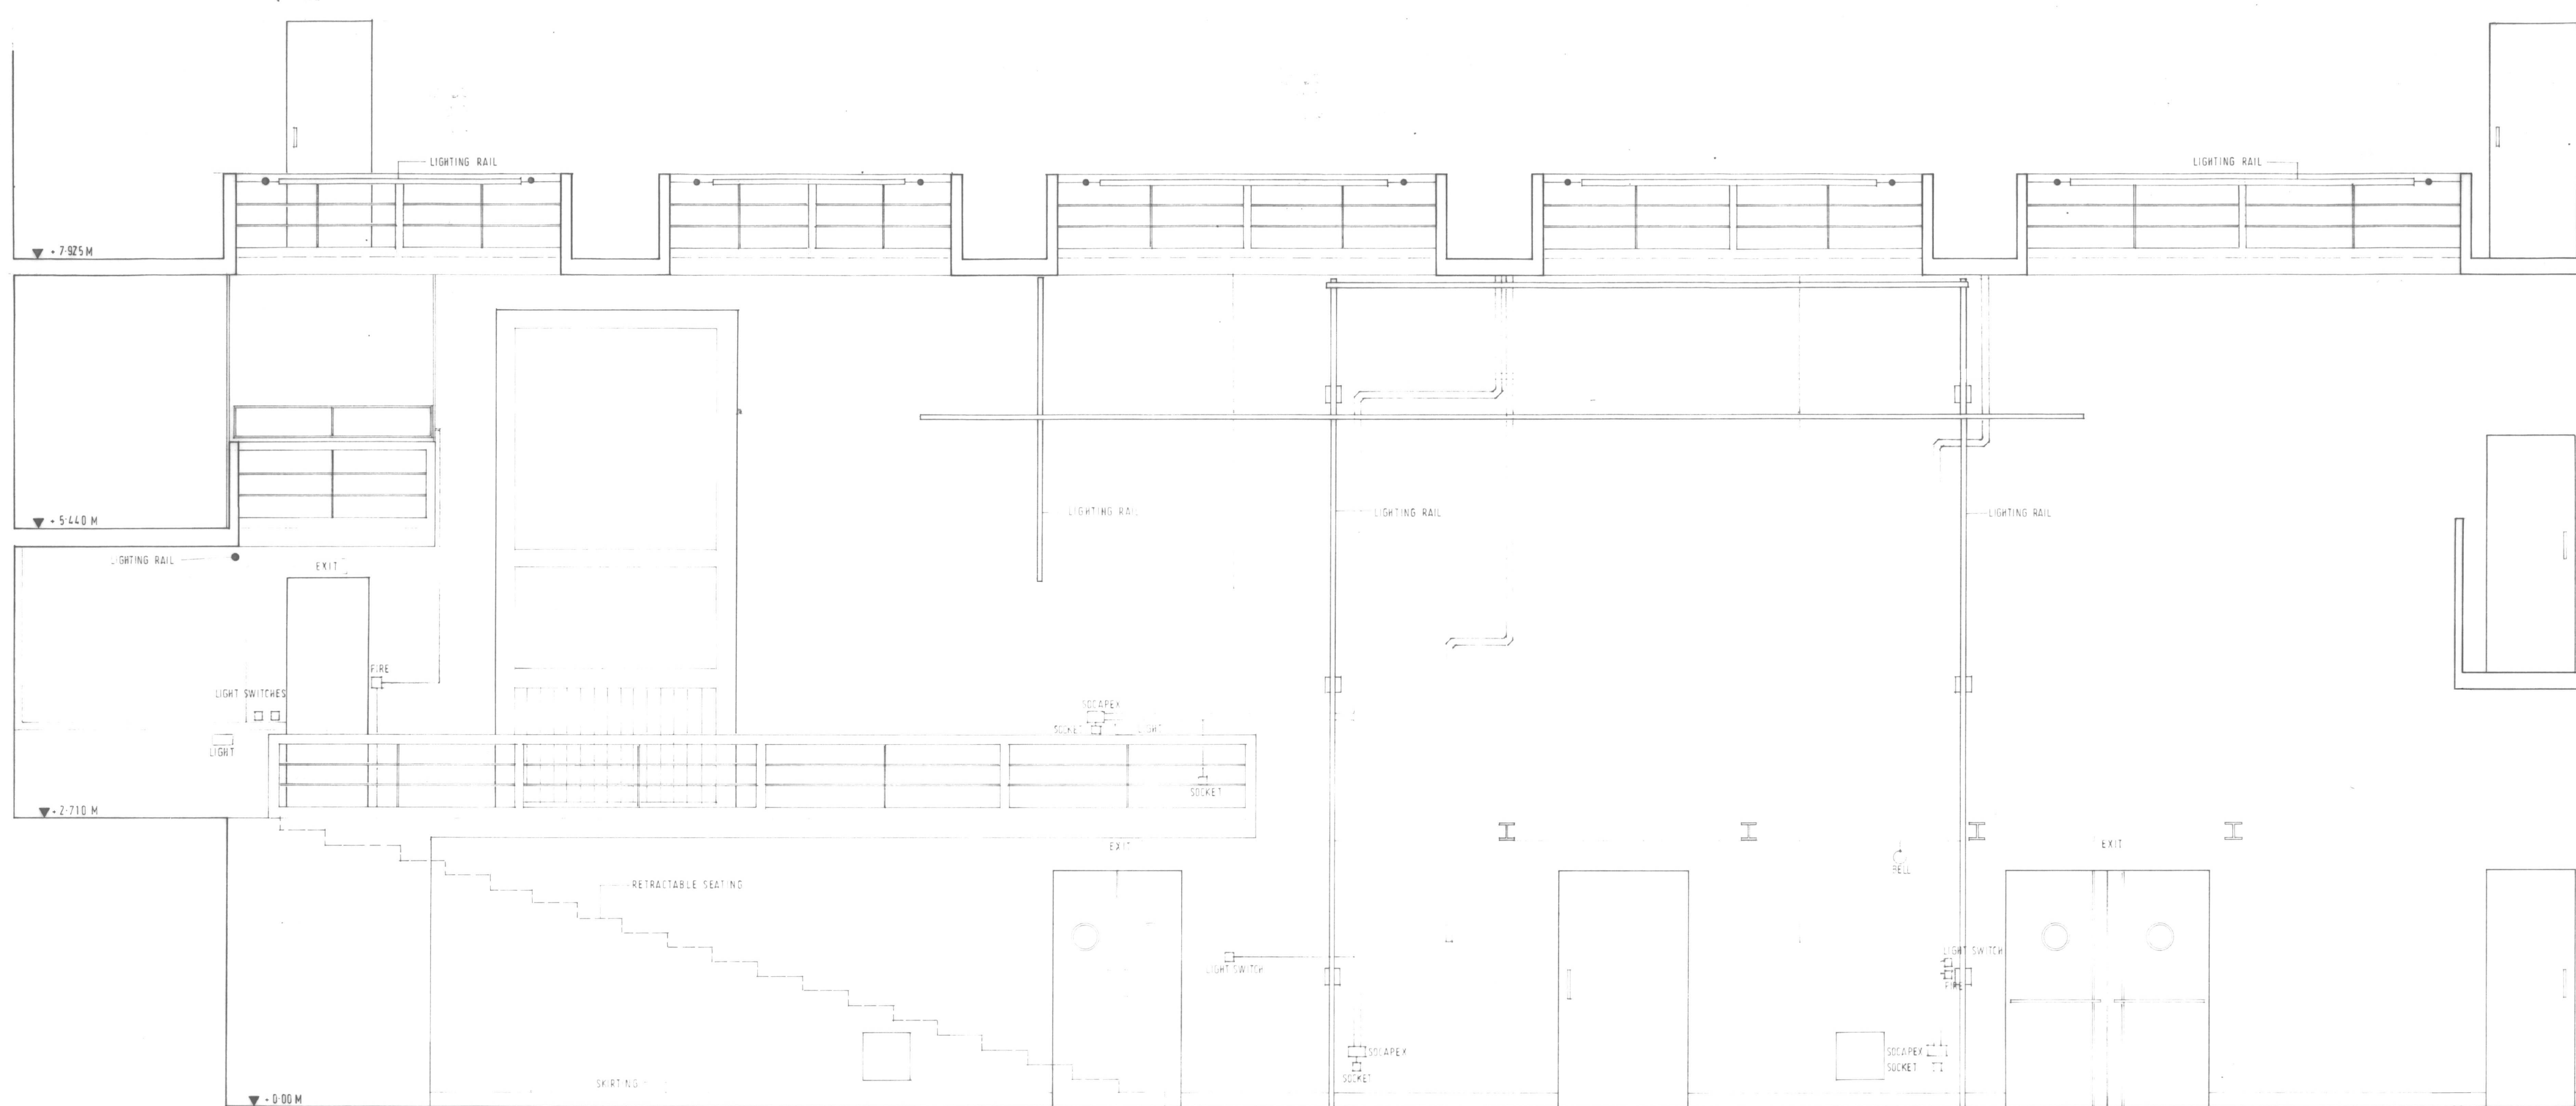 LIGHTING RAIL
LIGHTING RAIL
+ 7·925 M
LIGHTING RAIL
LIGHTING RAIL
LIGHTING RAIL
+ 5·440 M
LIGHTING RAIL
EXIT
FIRE
LIGHT SWITCHES
SOCAPEX
SOCKET
LIGHT
LIGHT
SOCKET
+ 2·710 M
EXIT
EXIT
BELL
RETRACTABLE SEATING
LIGHT SWITCH
LIGHT SWITCH
FIRE
SOCAPEX
SOCKET
SOCAPEX
SOCKET
SKIRTING
+ 0·00 M